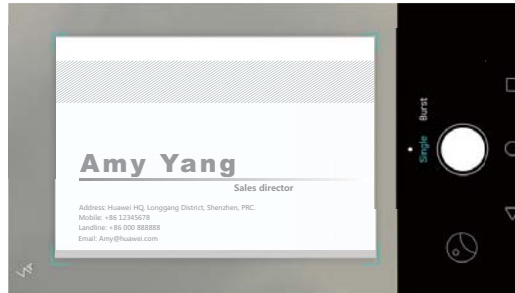 Amy Yang
Sales director
Address: Huawei HQ, Longgang District, Shenzhen, PRC.
Mobile: +86 12345678
Landline: +86 000 888888
Email: Amy@huawei.com
Single Burst